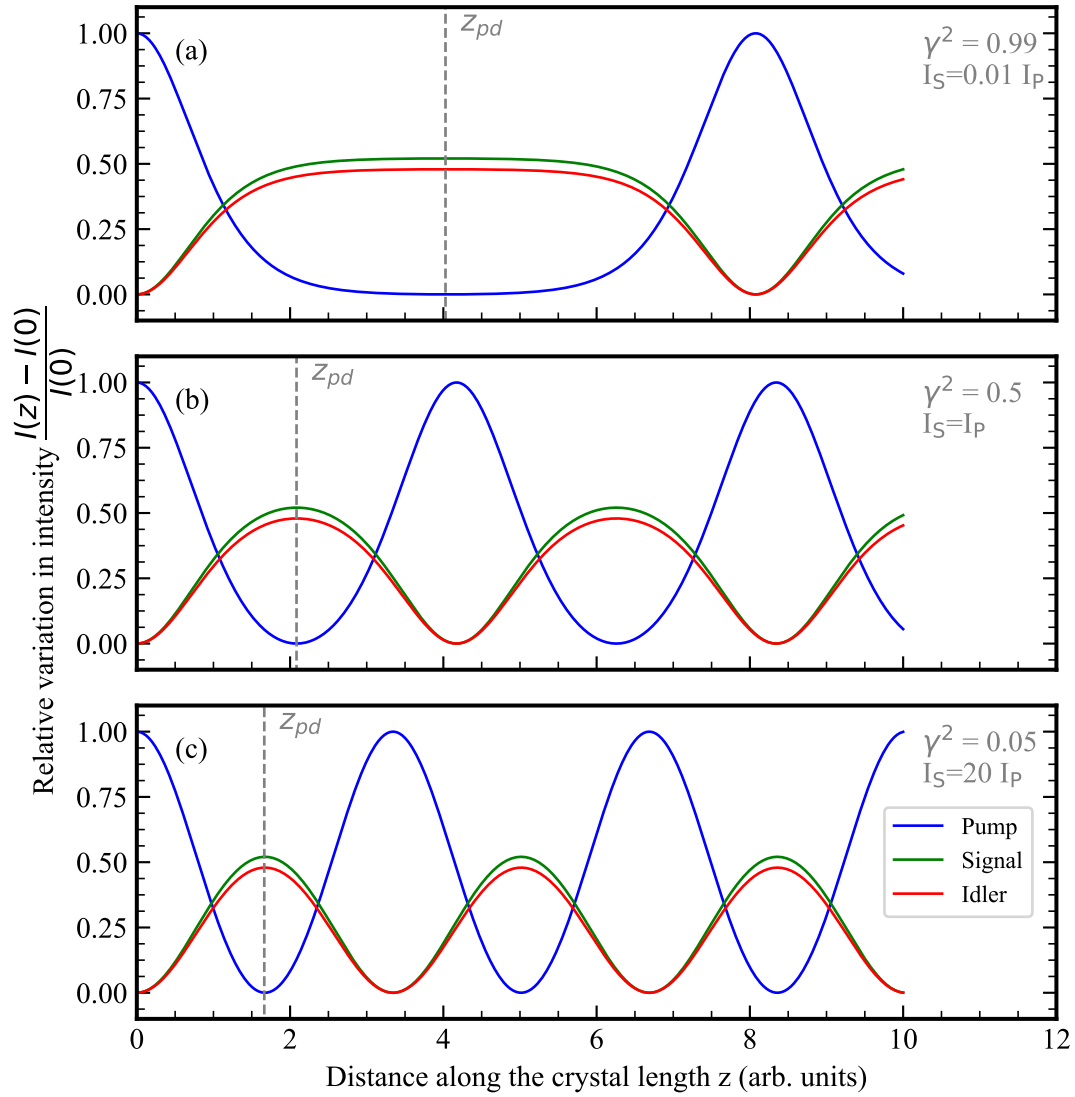 Relative variation in intensity (I(z) − I(0)) / I(0)
(a)
z_pd
γ² = 0.99
I_S=0.01 I_P
1.00
0.75
0.50
0.25
0.00
(b)
z_pd
γ² = 0.5
I_S=I_P
1.00
0.75
0.50
0.25
0.00
(c)
z_pd
γ² = 0.05
I_S=20 I_P
Pump
Signal
Idler
1.00
0.75
0.50
0.25
0.00
0 2 4 6 8 10 12
Distance along the crystal length z (arb. units)